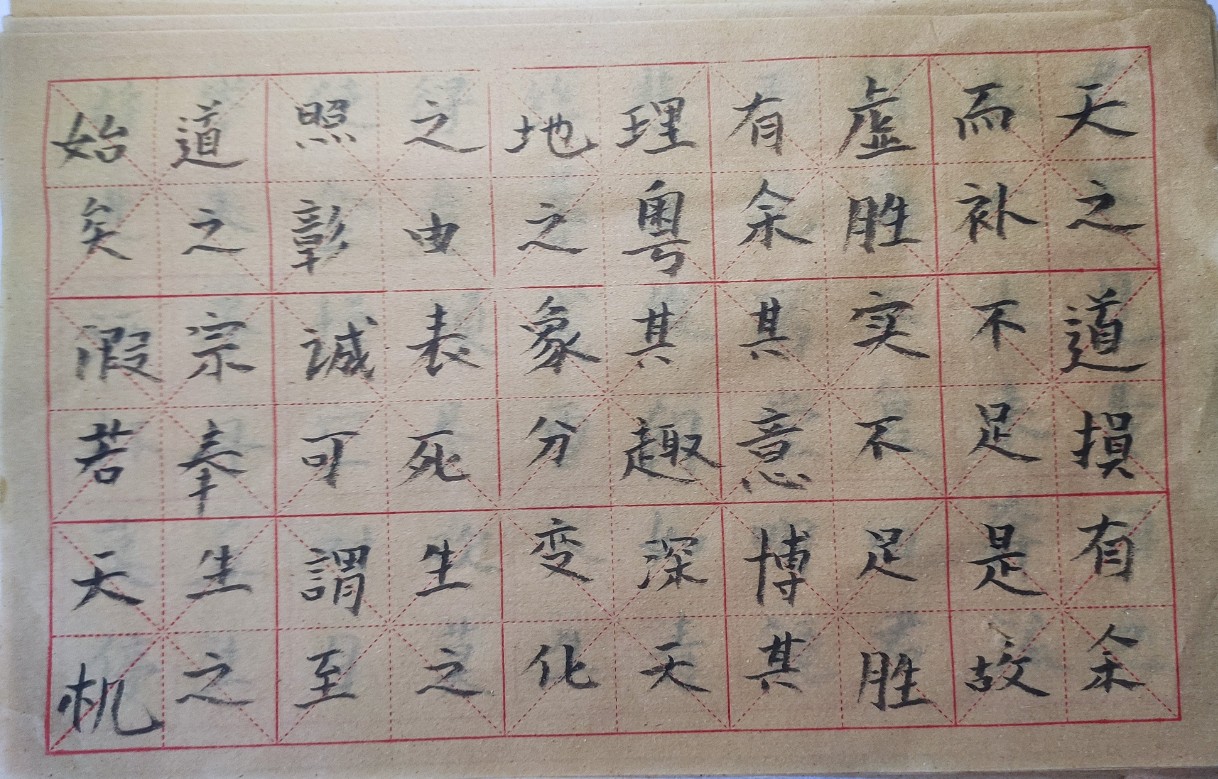 天之道損有余
而补不足是故
虚胜实不足胜
有余其意博其
理粤其趣深天
地之象分变化
之由表死生之
照彰誠可謂至
道之宗奉生之
始矣假若天机